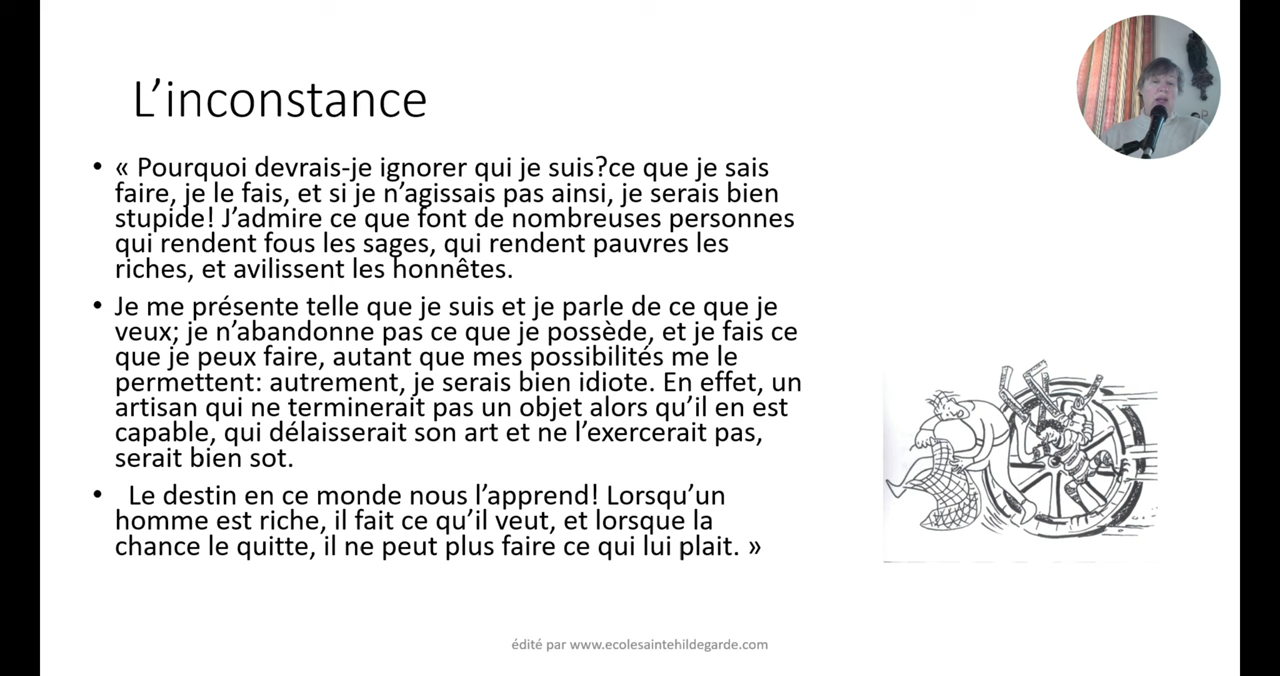 L’inconstance
• « Pourquoi devrais-je ignorer qui je suis?ce que je sais
faire, je le fais, et si je n’agissais pas ainsi, je serais bien
stupide! J’admire ce que font de nombreuses personnes
qui rendent fous les sages, qui rendent pauvres les
riches, et avilissent les honnêtes.
• Je me présente telle que je suis et je parle de ce que je
veux; je n’abandonne pas ce que je possède, et je fais ce
que je peux faire, autant que mes possibilités me le
permettent: autrement, je serais bien idiote. En effet, un
artisan qui ne terminerait pas un objet alors qu’il en est
capable, qui délaisserait son art et ne l’exercerait pas,
serait bien sot.
• Le destin en ce monde nous l’apprend! Lorsqu’un
homme est riche, il fait ce qu’il veut, et lorsque la
chance le quitte, il ne peut plus faire ce qui lui plait. »
édité par www.ecolesaintehildegarde.com